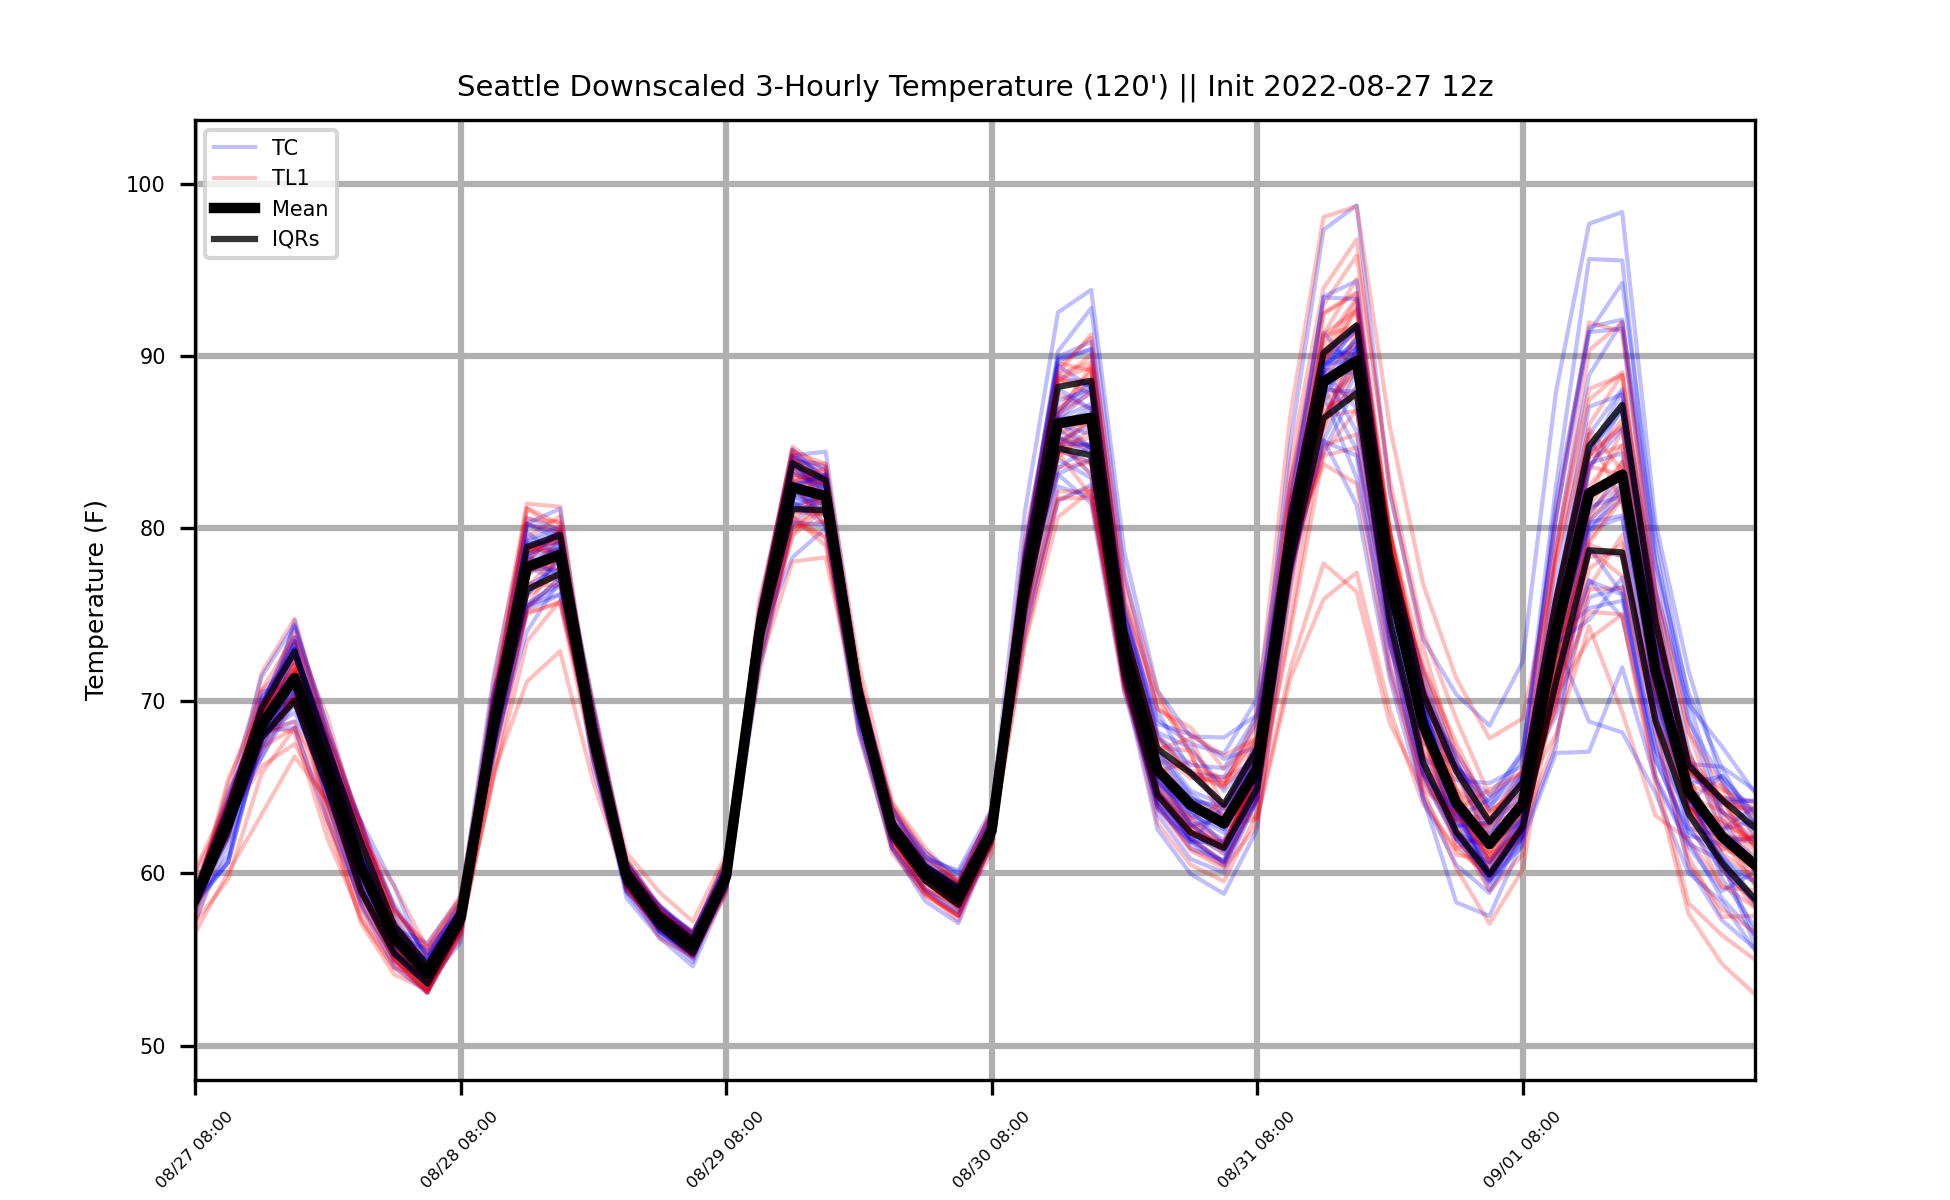 Seattle Downscaled 3-Hourly Temperature (120') || Init 2022-08-27 12z
TC
TL1
Mean
IQRs
Temperature (F)
100
90
80
70
60
50
08/27 08:00
08/28 08:00
08/29 08:00
08/30 08:00
08/31 08:00
09/01 08:00